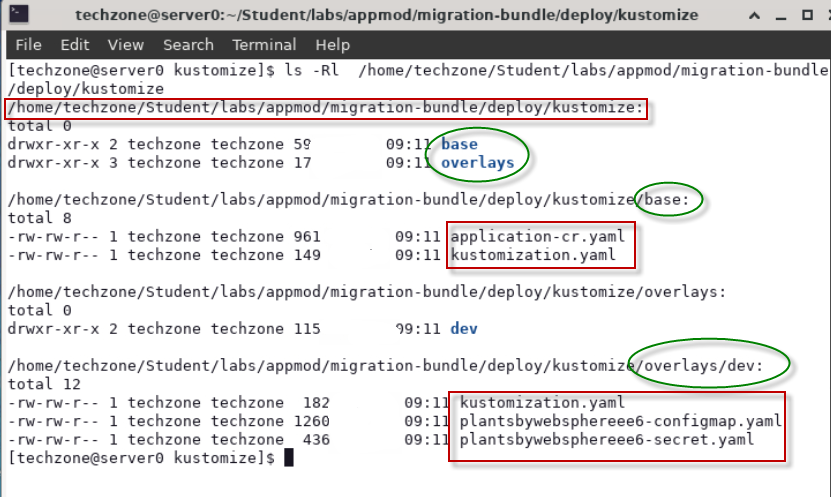 techzone@server0:~/Student/labs/appmod/migration-bundle/deploy/kustomize
File Edit View Search Terminal Help
[techzone@server0 kustomize]$ ls -Rl  /home/techzone/Student/labs/appmod/migration-bundle
/deploy/kustomize
/home/techzone/Student/labs/appmod/migration-bundle/deploy/kustomize:
total 0
drwxr-xr-x 2 techzone techzone 59 09:11 base
drwxr-xr-x 3 techzone techzone 17 09:11 overlays
/home/techzone/Student/labs/appmod/migration-bundle/deploy/kustomize/base:
total 8
-rw-rw-r-- 1 techzone techzone 961 09:11 application-cr.yaml
-rw-rw-r-- 1 techzone techzone 149 09:11 kustomization.yaml
/home/techzone/Student/labs/appmod/migration-bundle/deploy/kustomize/overlays:
total 0
drwxr-xr-x 2 techzone techzone 115 09:11 dev
/home/techzone/Student/labs/appmod/migration-bundle/deploy/kustomize/overlays/dev:
total 12
-rw-rw-r-- 1 techzone techzone  182 09:11 kustomization.yaml
-rw-rw-r-- 1 techzone techzone 1260 09:11 plantsbywebsphereee6-configmap.yaml
-rw-rw-r-- 1 techzone techzone  436 09:11 plantsbywebsphereee6-secret.yaml
[techzone@server0 kustomize]$